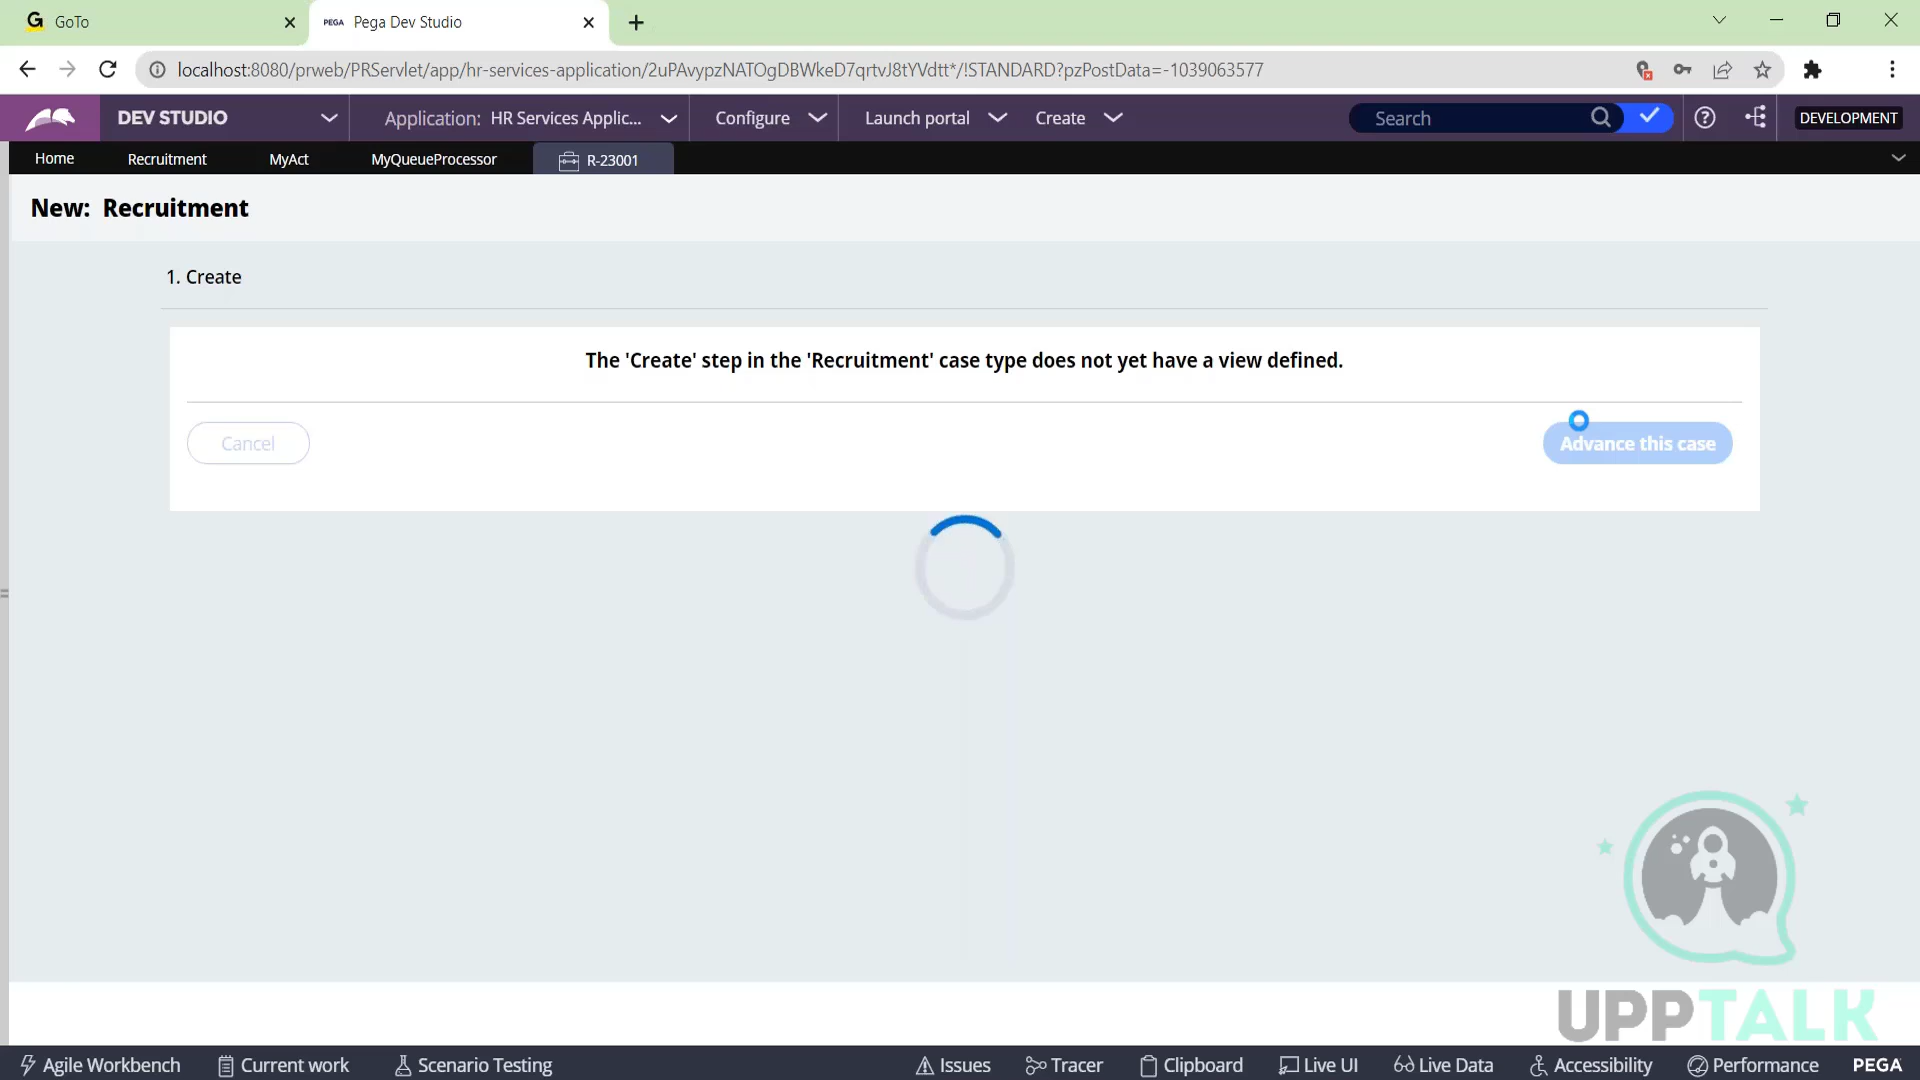 GoTo
PEGA Pega Dev Studio
localhost:8080/prweb/PRServlet/app/hr-services-application/2uPAvypzNATOgDBWkeD7qrtvJ8tYVdtt*/!STANDARD?pzPostData=-1039063577
DEV STUDIO Application: HR Services Applic... Configure Launch portal Create Search DEVELOPMENT
Home Recruitment MyAct MyQueueProcessor R-23001
New: Recruitment
1. Create
The 'Create' step in the 'Recruitment' case type does not yet have a view defined.
Cancel Advance this case
UPPTALK
Agile Workbench Current work Scenario Testing Issues Tracer Clipboard Live UI Live Data Accessibility Performance PEGA